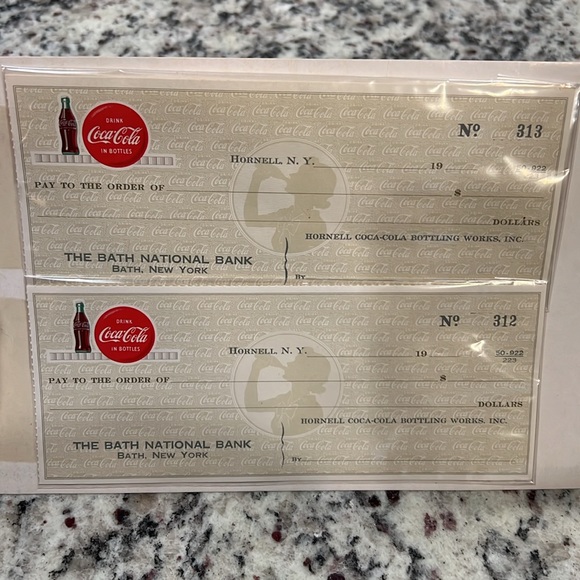 DRINK
Coca-Cola
IN BOTTLES
Nº 313
HORNELL N. Y. 19
PAY TO THE ORDER OF $
DOLLARS
HORNELL COCA-COLA BOTTLING WORKS, INC.
THE BATH NATIONAL BANK
BATH, NEW YORK
BY
DRINK
Coca-Cola
IN BOTTLES
Nº 312
HORNELL N. Y. 19 50-822
223
PAY TO THE ORDER OF $
DOLLARS
HORNELL COCA-COLA BOTTLING WORKS, INC.
THE BATH NATIONAL BANK
BATH, NEW YORK
BY